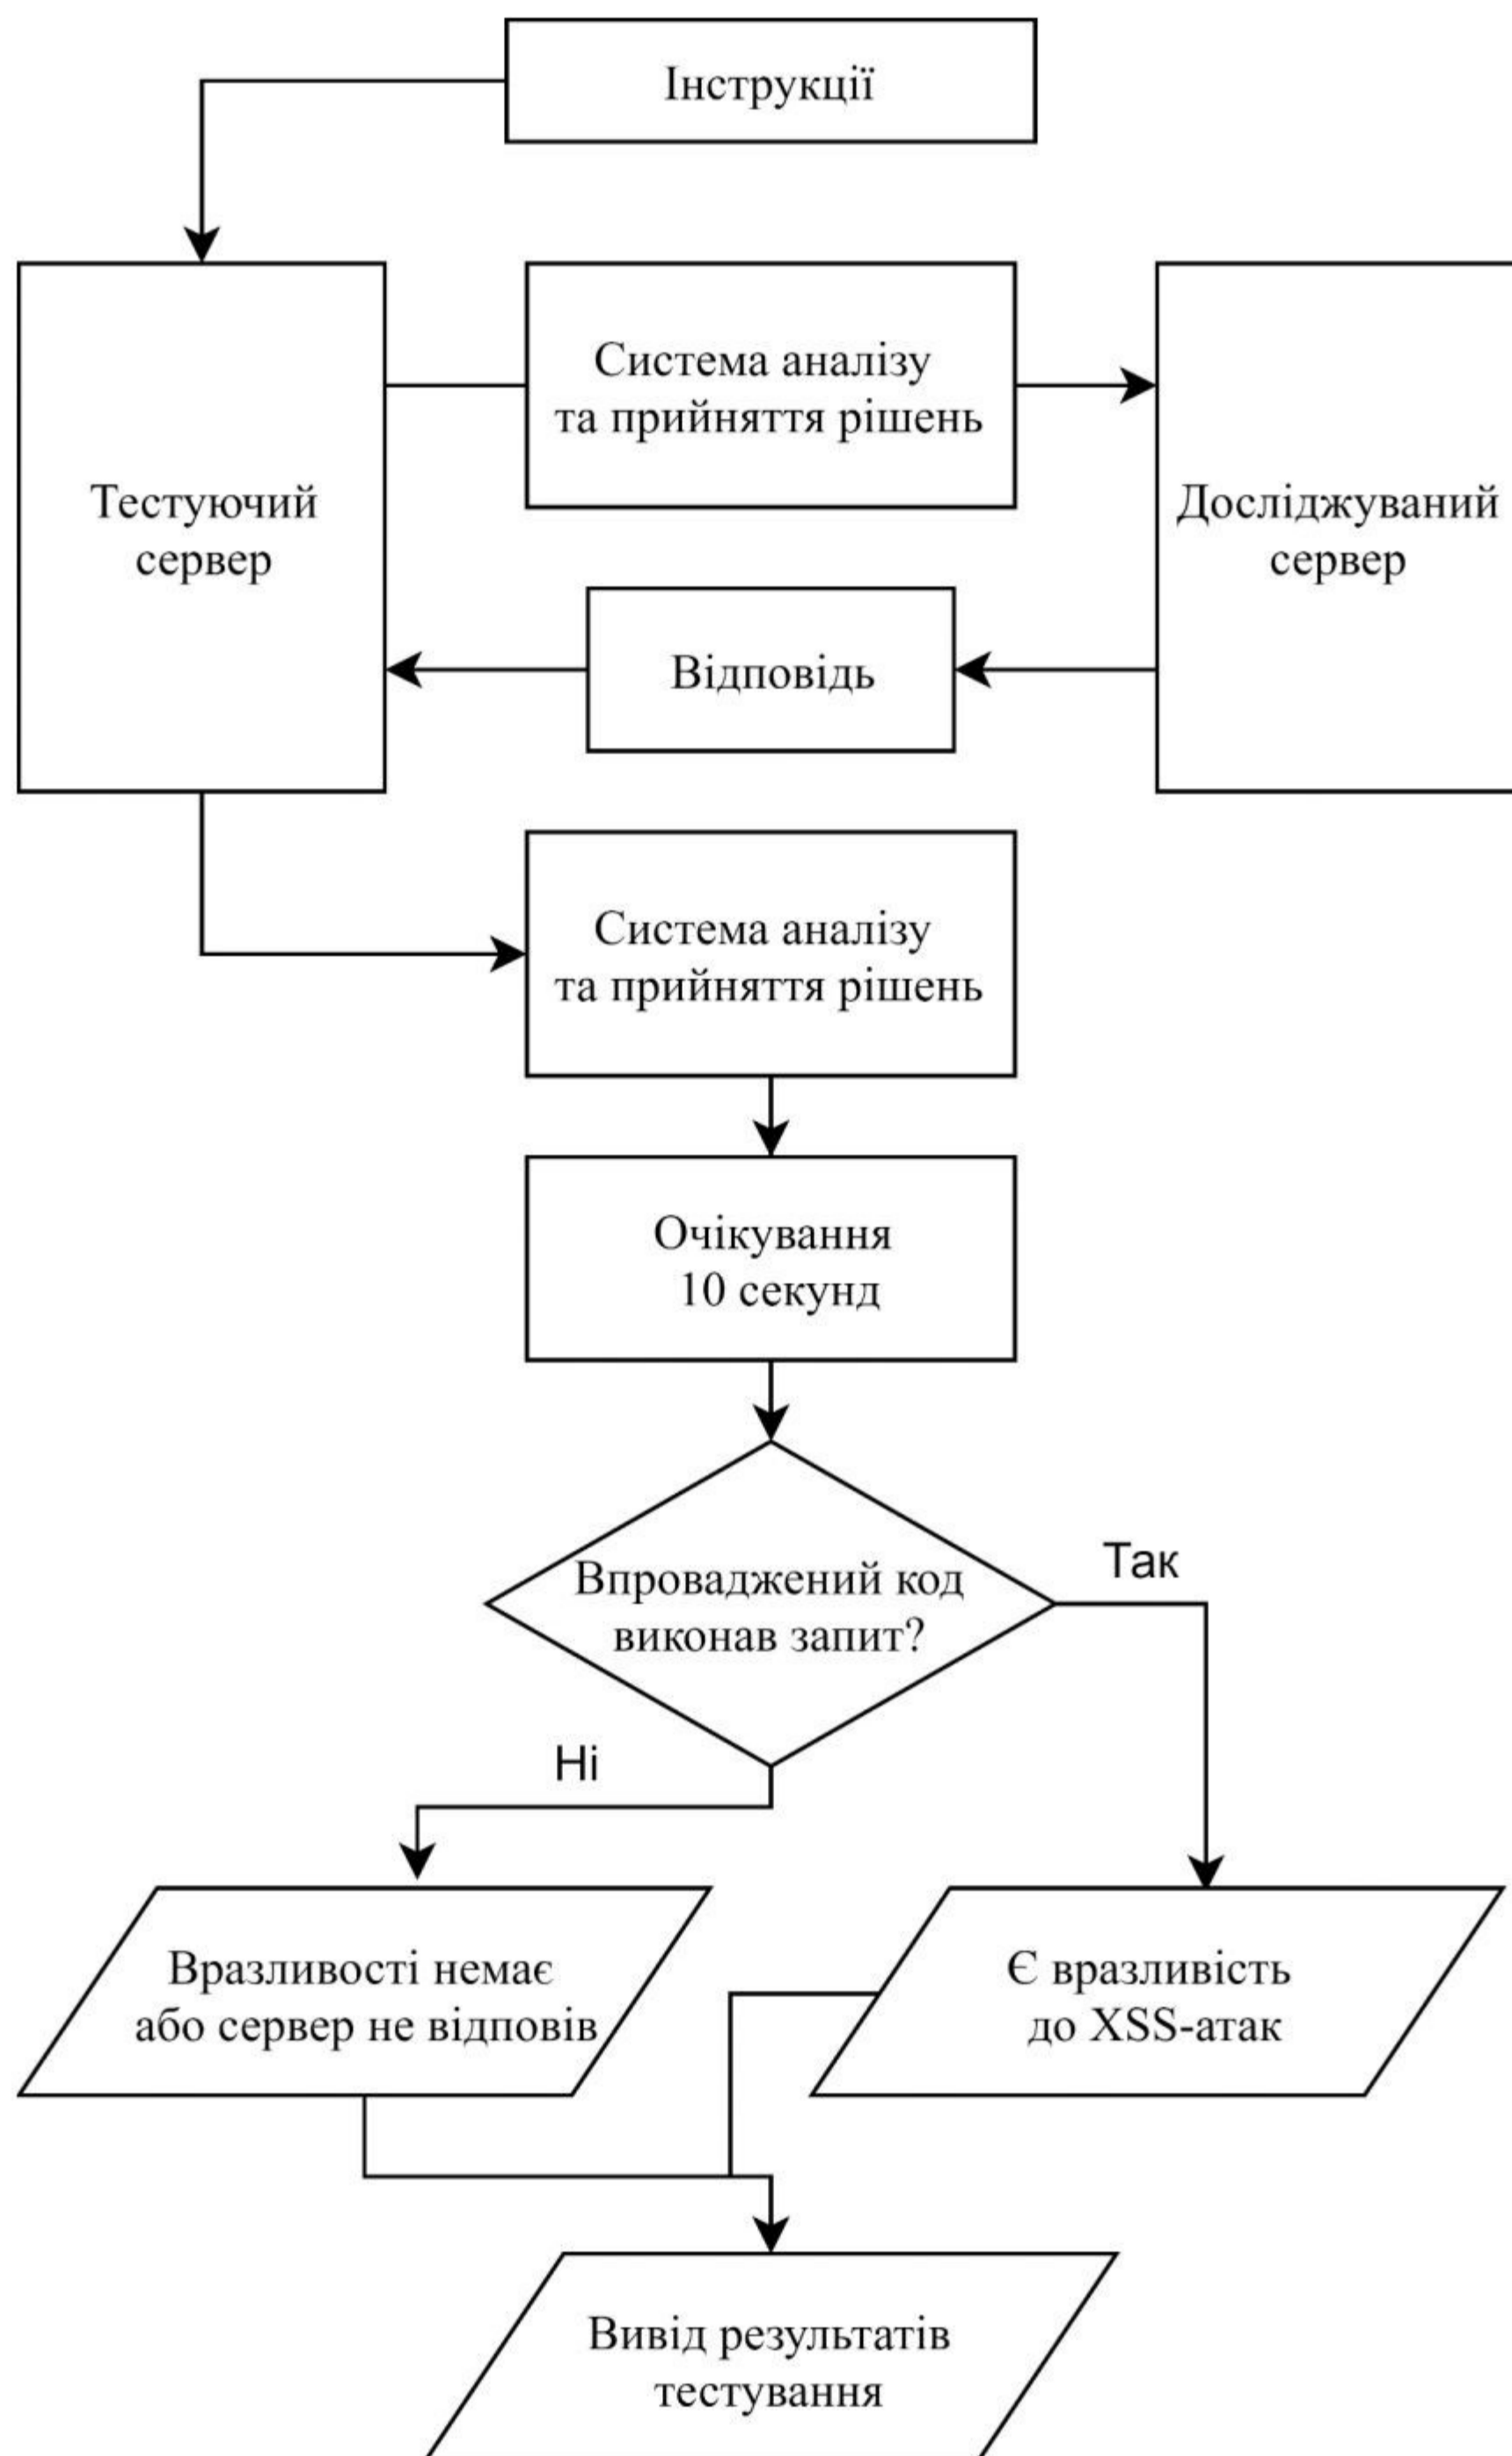 Інструкції
Система аналізу
та прийняття рішень
Тестуючий
сервер
Досліджуваний
сервер
Відповідь
Система аналізу
та прийняття рішень
Очікування
10 секунд
Впроваджений код
виконав запит?
Так
Ні
Вразливості немає
або сервер не відповів
Є вразливість
до XSS-атак
Вивід результатів
тестування